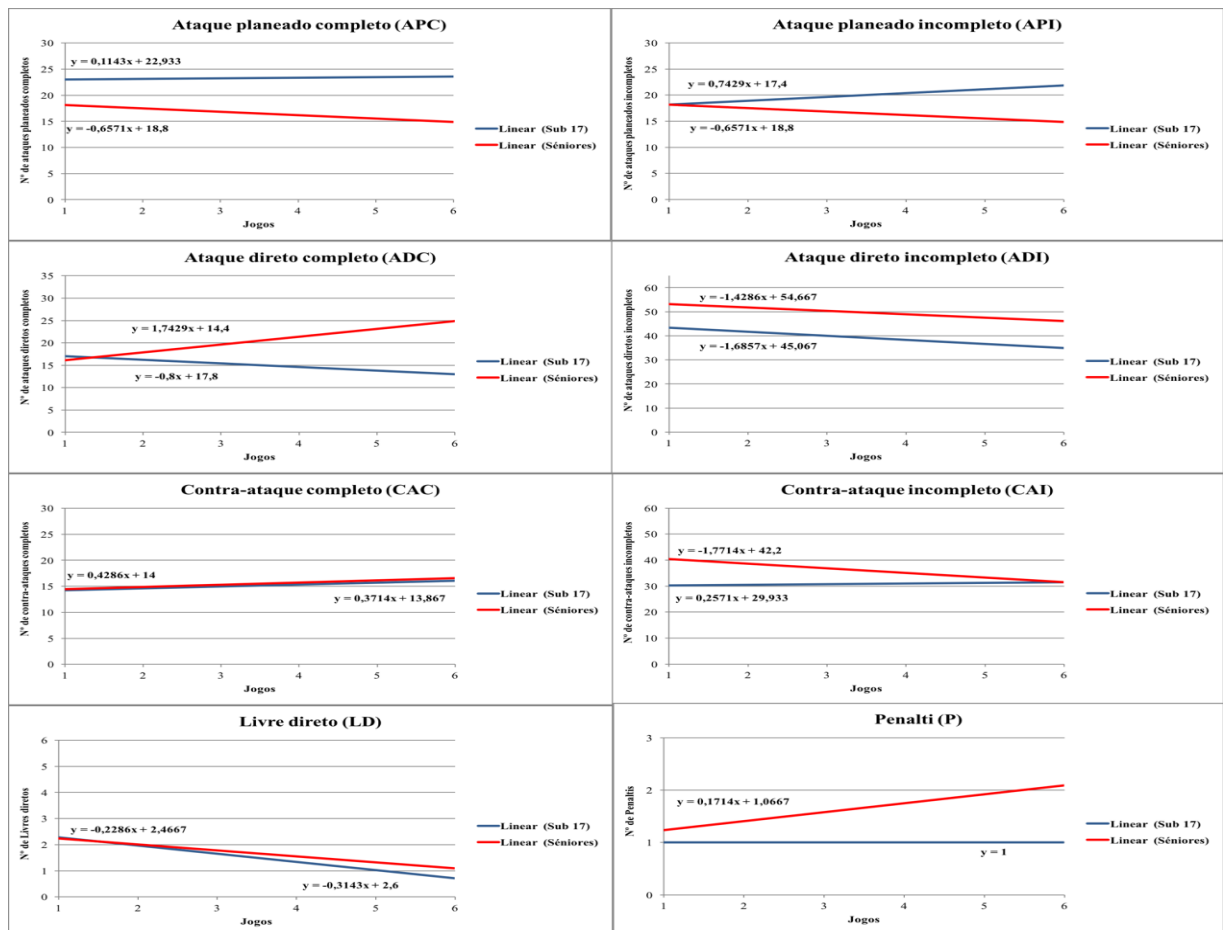 Ataque planeado completo (APC)
Nº de ataques planeados completos
30
25
20
15
10
5
0
y = 0,1143x + 22,933
y = -0,6571x + 18,8
1 2 3 4 5 6
Jogos
Linear (Sub 17)
Linear (Séniores)
Ataque planeado incompleto (API)
Nº de ataques planeados incompletos
30
25
20
15
10
5
0
y = 0,7429x + 17,4
y = -0,6571x + 18,8
1 2 3 4 5 6
Jogos
Linear (Sub 17)
Linear (Séniores)
Ataque direto completo (ADC)
Nº de ataques diretos completos
35
30
25
20
15
10
5
0
y = 1,7429x + 14,4
y = -0,8x + 17,8
1 2 3 4 5 6
Jogos
Linear (Sub 17)
Linear (Séniores)
Ataque direto incompleto (ADI)
Nº de ataques diretos incompletos
60
50
40
30
20
10
0
y = -1,4286x + 54,667
y = -1,6857x + 45,067
1 2 3 4 5 6
Jogos
Linear (Sub 17)
Linear (Séniores)
Contra-ataque completo (CAC)
Nº de contra-ataques completos
30
25
20
15
10
5
0
y = 0,4286x + 14
y = 0,3714x + 13,867
1 2 3 4 5 6
Jogos
Linear (Sub 17)
Linear (Séniores)
Contra-ataque incompleto (CAI)
Nº de contra-ataques incompletos
60
50
40
30
20
10
0
y = -1,7714x + 42,2
y = 0,2571x + 29,933
1 2 3 4 5 6
Jogos
Linear (Sub 17)
Linear (Séniores)
Livre direto (LD)
Nº de Livres diretos
6
5
4
3
2
1
0
y = -0,2286x + 2,4667
y = -0,3143x + 2,6
1 2 3 4 5 6
Jogos
Linear (Sub 17)
Linear (Séniores)
Penalti (P)
Nº de Penaltis
3
2
1
0
y = 0,1714x + 1,0667
y = 1
1 2 3 4 5 6
Jogos
Linear (Sub 17)
Linear (Séniores)